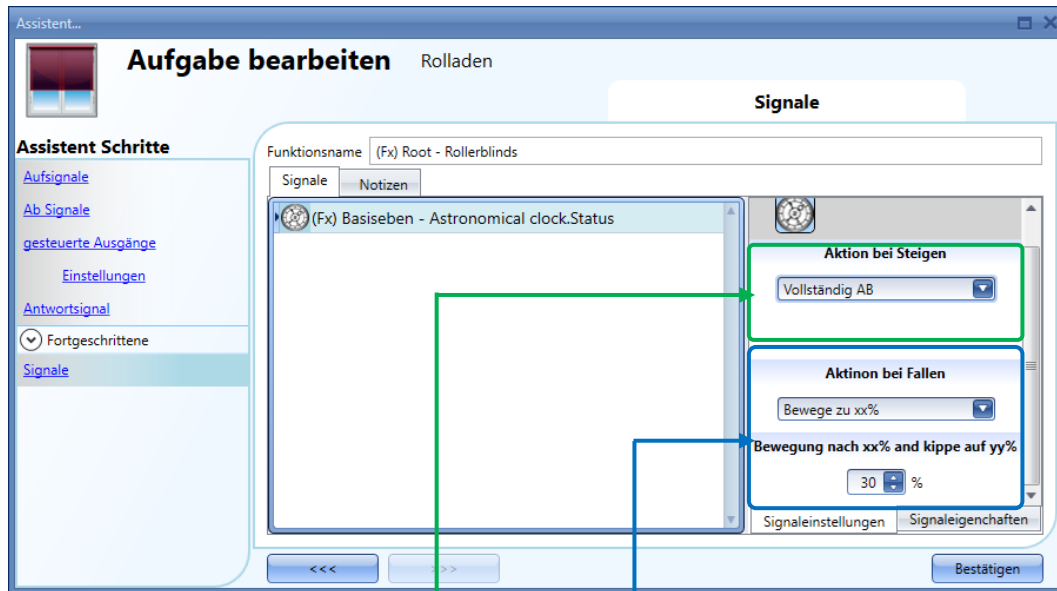 Assistent...
Aufgabe bearbeiten Rolladen
Signale
Assistent Schritte
Aufsignale
Ab Signale
gesteuerte Ausgänge
Einstellungen
Antwortsignal
Fortgeschrittene
Signale
Funktionsname (Fx) Root - Rollerblinds
Signale Notizen
(Fx) Basiseben - Astronomical clock.Status
Aktion bei Steigen
Vollständig AB
Aktinon bei Fallen
Bewege zu xx%
Bewegung nach xx% and kippe auf yy%
30 %
Signaleinstellungen Signaleigenchaften
<<< >>> Bestätigen